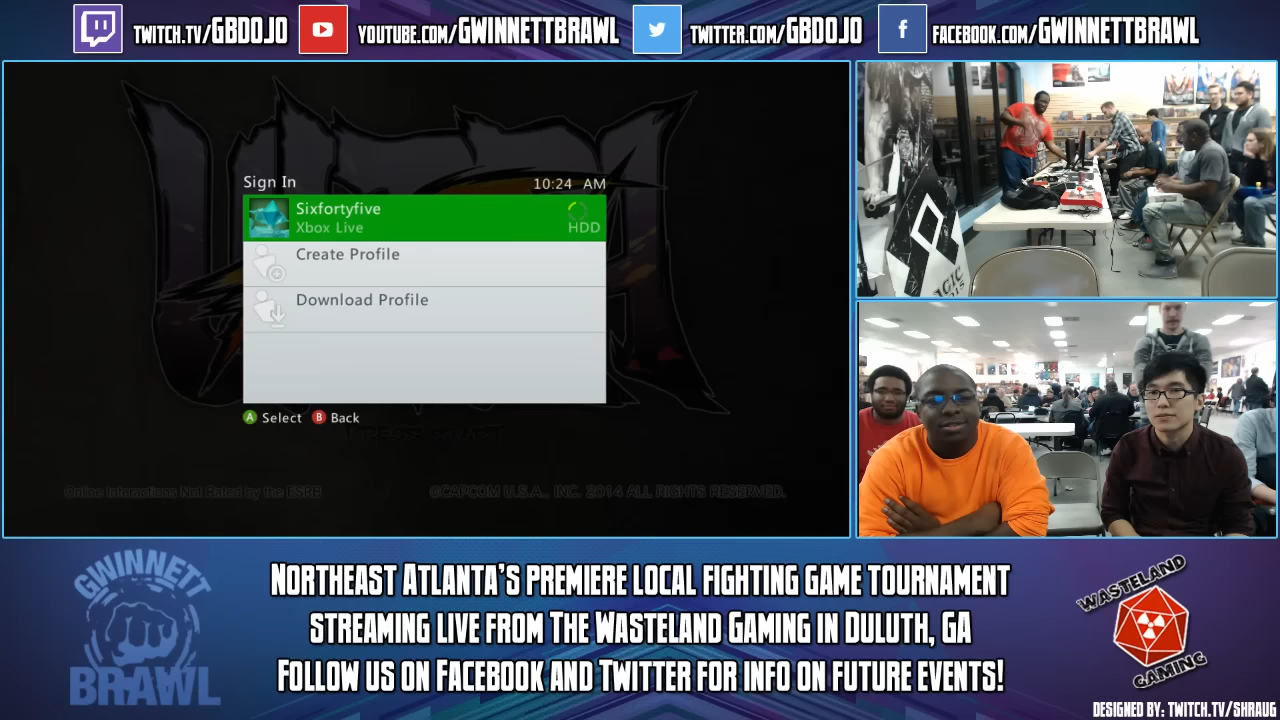 TWITCH.TV/GBDOJO
YOUTUBE.COM/GWINNETTBRAWL
TWITTER.COM/GBDOJO
FACEBOOK.COM/GWINNETTBRAWL
Sign In
10:24 AM
Sixfortyfive
Xbox Live
HDD
Create Profile
Download Profile
A Select B Back
Online Interactions Not Rated by the ESRB
©CAPCOM U.S.A., INC. 2014 ALL RIGHTS RESERVED.
GWINNETT
BRAWL
NORTHEAST ATLANTA'S PREMIERE LOCAL FIGHTING GAME TOURNAMENT
STREAMING LIVE FROM THE WASTELAND GAMING IN DULUTH, GA
FOLLOW US ON FACEBOOK AND TWITTER FOR INFO ON FUTURE EVENTS!
WASTELAND
GAMING
DESIGNED BY: TWITCH.TV/SHRAUG